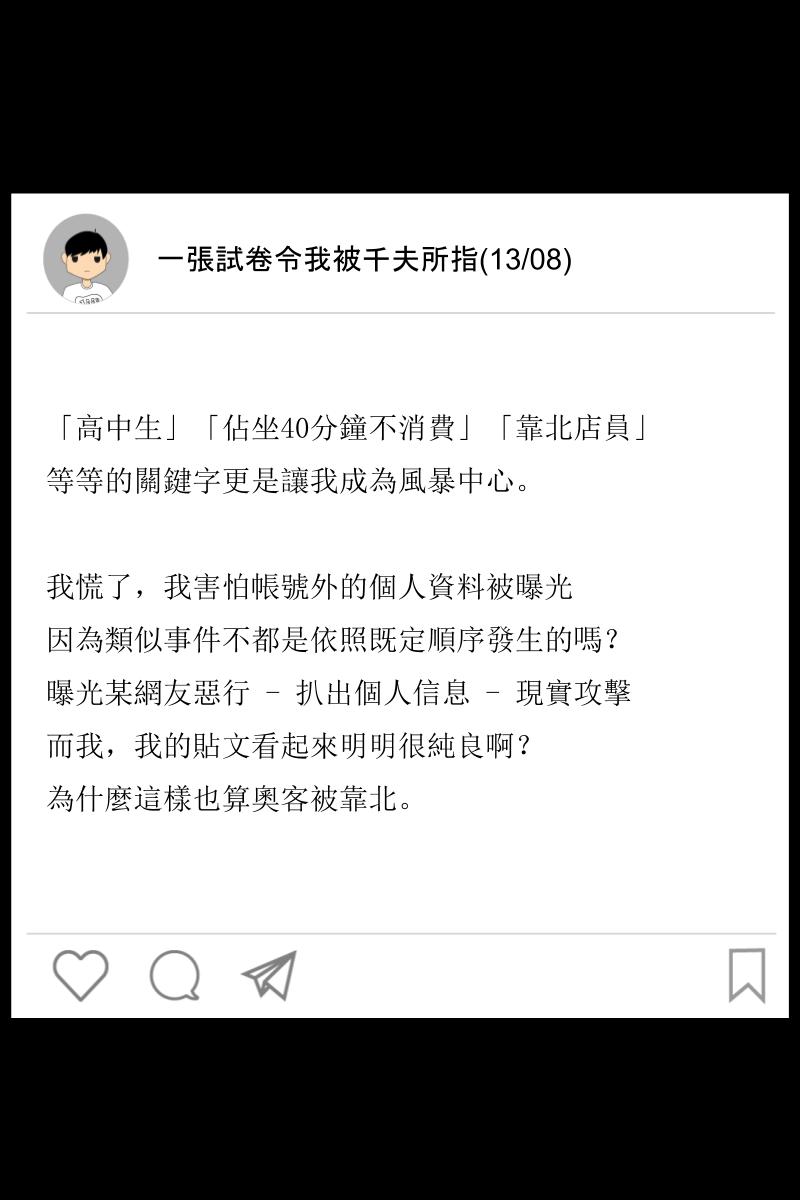 一張試卷令我被千夫所指(13/08)
「高中生」「佔坐40分鐘不消費」「靠北店員」
等等的關鍵字更是讓我成為風暴中心。
我慌了，我害怕帳號外的個人資料被曝光
因為類似事件不都是依照既定順序發生的嗎？
曝光某網友惡行 - 扒出個人信息 - 現實攻擊
而我，我的貼文看起來明明很純良啊？
為什麼這樣也算奧客被靠北。